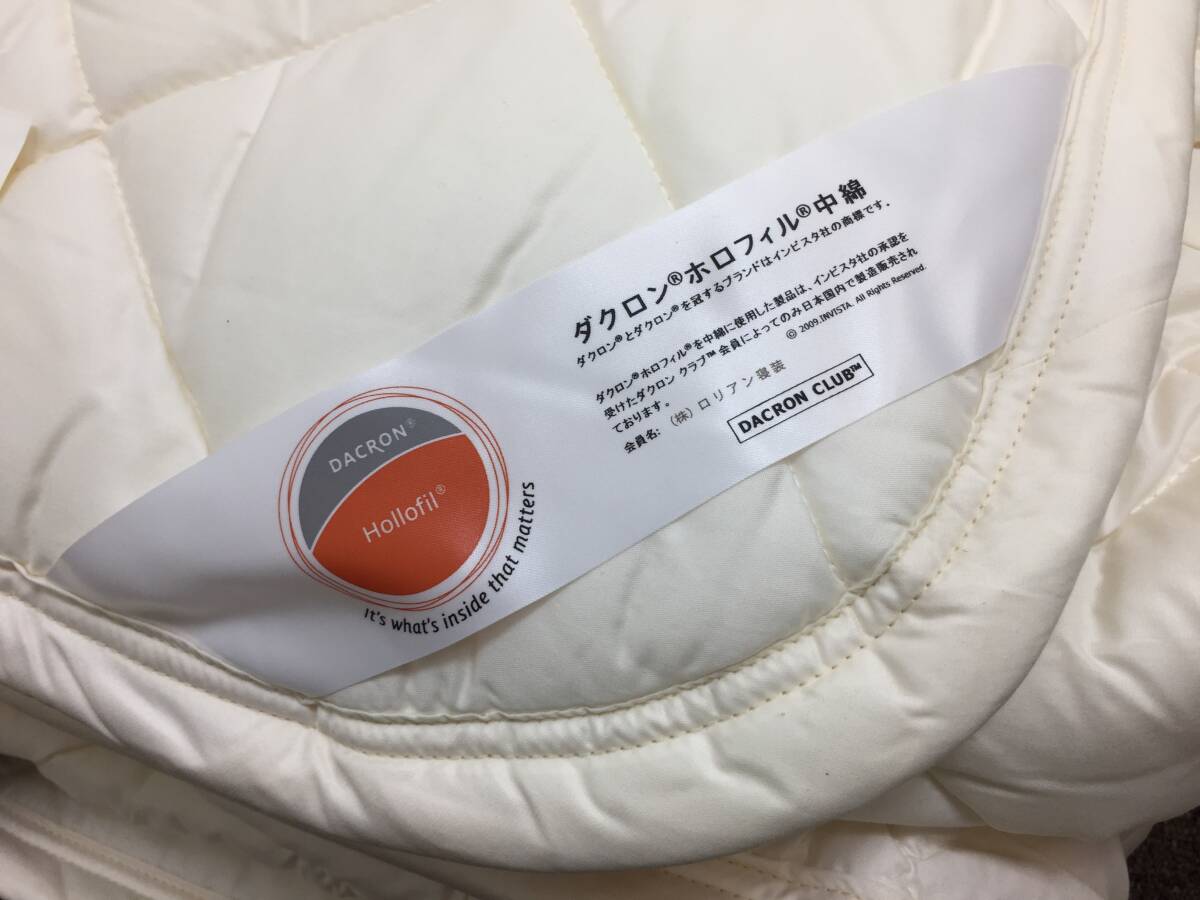 ダクロン®ホロフィル®中綿
ダクロン®とダクロン®を冠するブランドはインビスタ社の商標です。
ダクロン®ホロフィル®を中綿に使用した製品は、インビスタ社の承認を
受けたダクロン クラブ™ 会員によってのみ日本国内で製造販売され
ております。
© 2009.INVISTA. All Rights Reserved.
会員名: (株) ロリアン寝装
DACRON CLUB™
DACRON®
Hollofil®
It's what's inside that matters